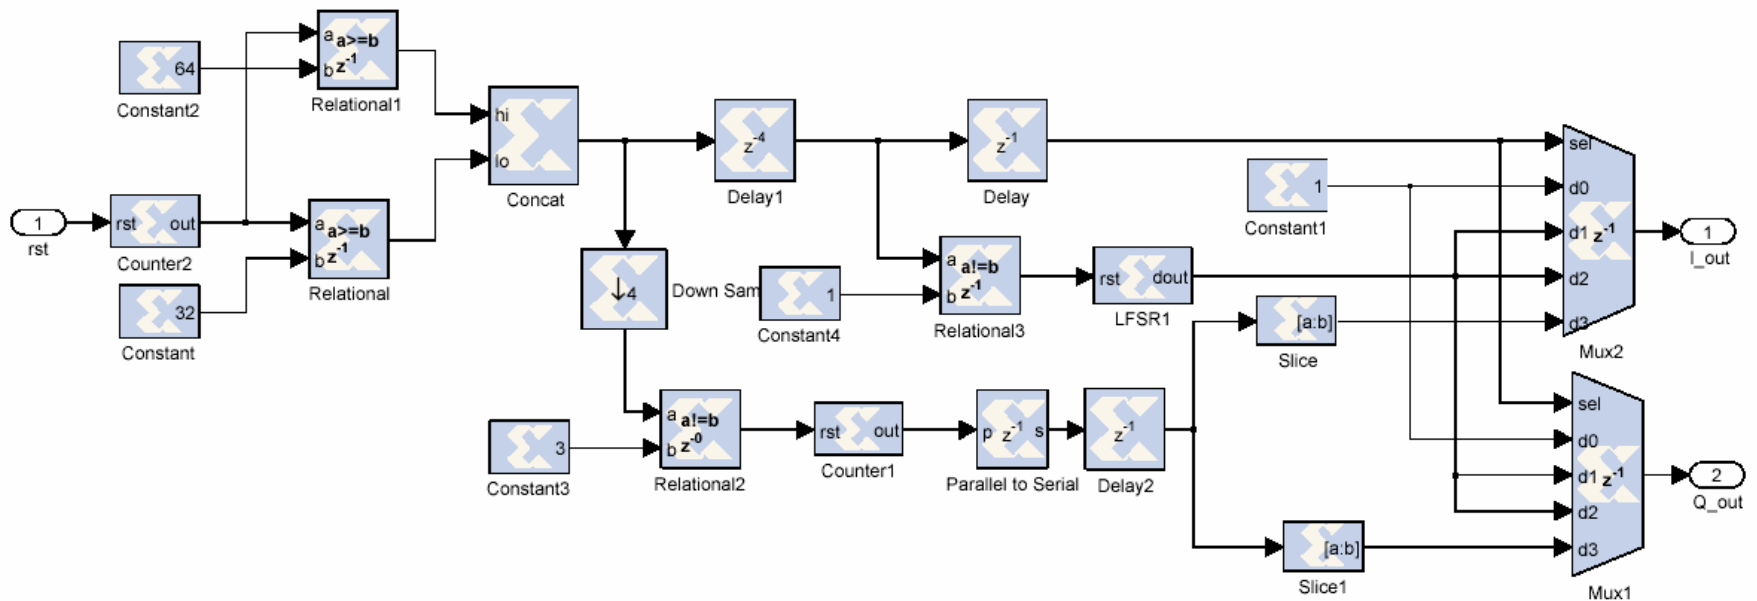 a
a>=b
b
z-1
Relational1
64
Constant2
hi
lo
Concat
z-4
Delay1
z-1
Delay
1
Constant1
sel
d0
d1
z-1
d2
d3
Mux2
1
I_out
1
rst
rst
out
Counter2
a
a>=b
b
z-1
Relational
32
Constant
↓4
Down Sam
1
Constant4
a
a!=b
b
z-1
Relational3
rst
dout
LFSR1
[a:b]
Slice
3
Constant3
a
a!=b
b
z-0
Relational2
rst
out
Counter1
p
z-1
s
Parallel to Serial
z-1
Delay2
[a:b]
Slice1
sel
d0
d1
z-1
d2
d3
Mux1
2
Q_out